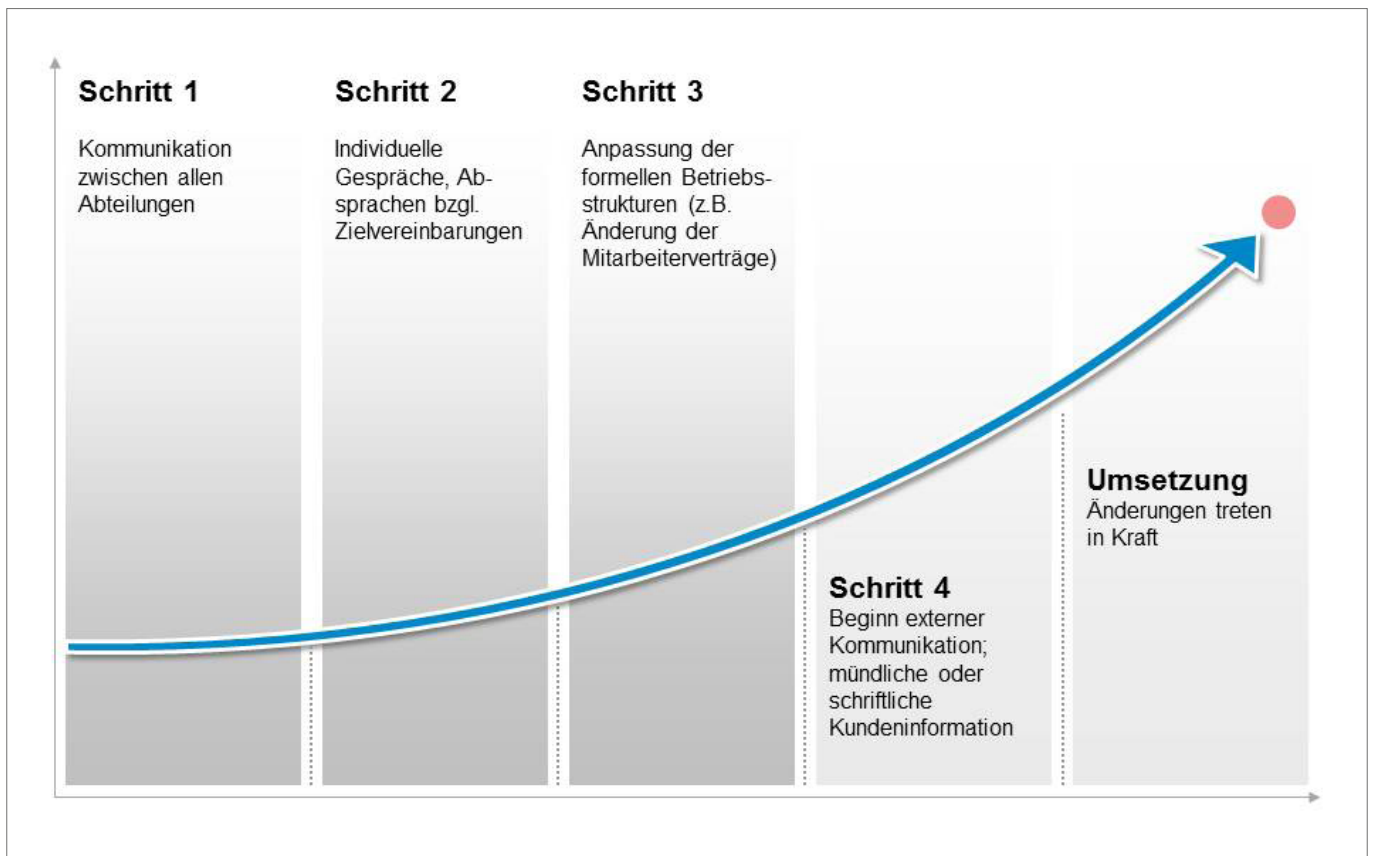 Schritt 1
Kommunikation
zwischen allen
Abteilungen
Schritt 2
Individuelle
Gespräche, Ab-
sprachen bzgl.
Zielvereinbarungen
Schritt 3
Anpassung der
formellen Betriebs-
strukturen (z.B.
Änderung der
Mitarbeiterverträge)
Schritt 4
Beginn externer
Kommunikation;
mündliche oder
schriftliche
Kundeninformation
Umsetzung
Änderungen treten
in Kraft